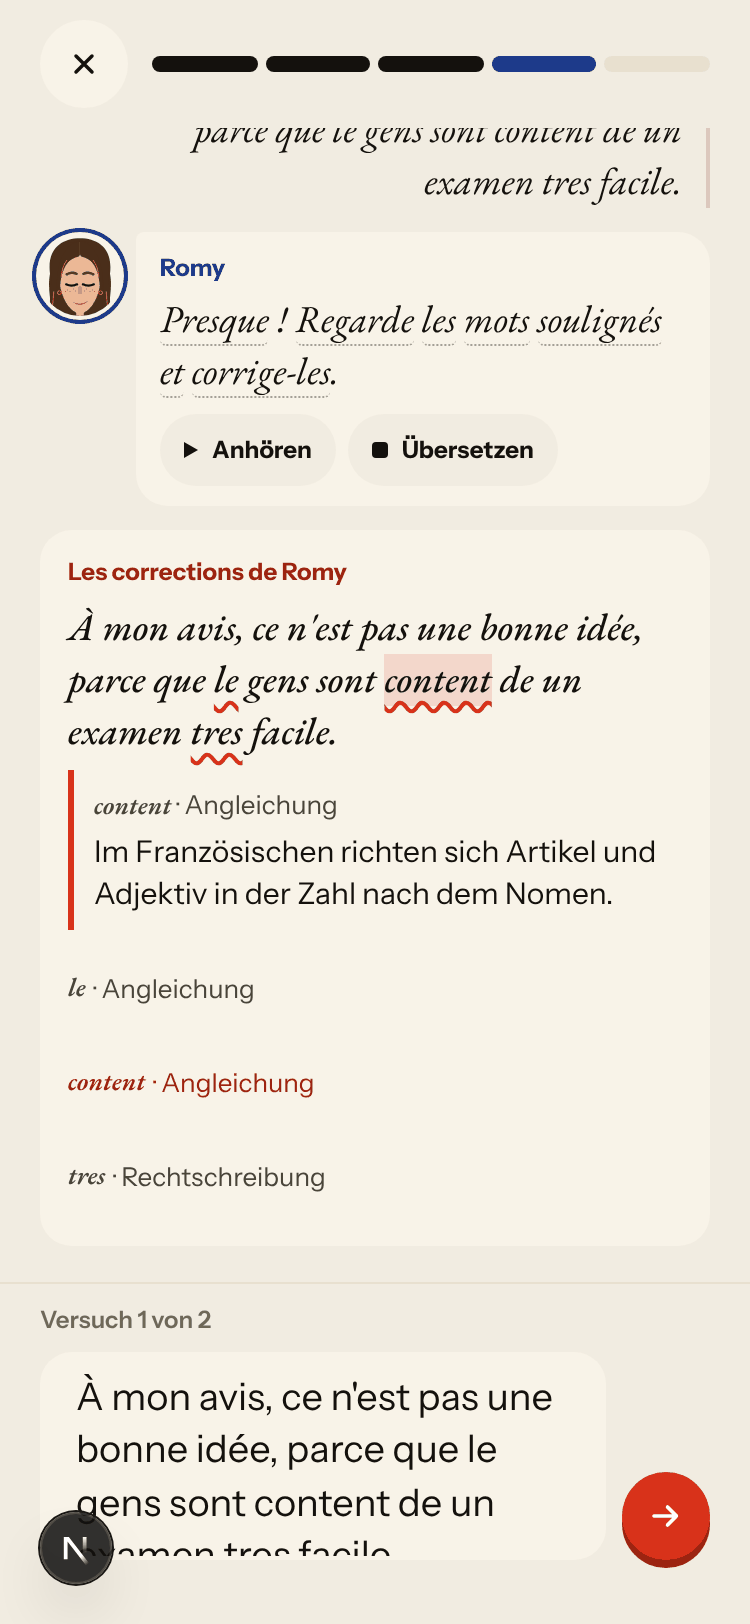 parce que le gens sont content de un
examen tres facile.
Romy
Presque ! Regarde les mots soulignés
et corrige-les.
Anhören
Übersetzen
Les corrections de Romy
À mon avis, ce n'est pas une bonne idée,
parce que le gens sont content de un
examen tres facile.
content · Angleichung
Im Französischen richten sich Artikel und
Adjektiv in der Zahl nach dem Nomen.
le · Angleichung
content · Angleichung
tres · Rechtschreibung
Versuch 1 von 2
À mon avis, ce n'est pas une
bonne idée, parce que le
gens sont content de un
examen tres facile
N